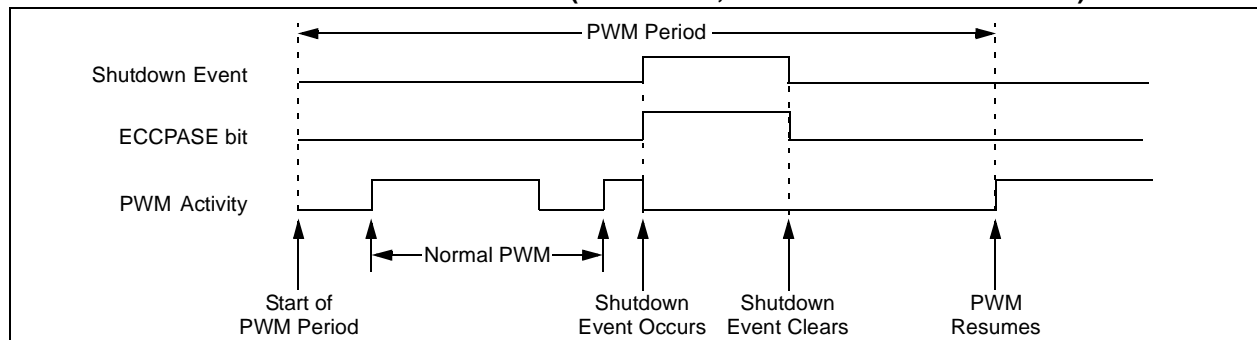 PWM Period
Shutdown Event
ECCPASE bit
PWM Activity
Normal PWM
Start of
PWM Period
Shutdown
Event Occurs
Shutdown
Event Clears
PWM
Resumes